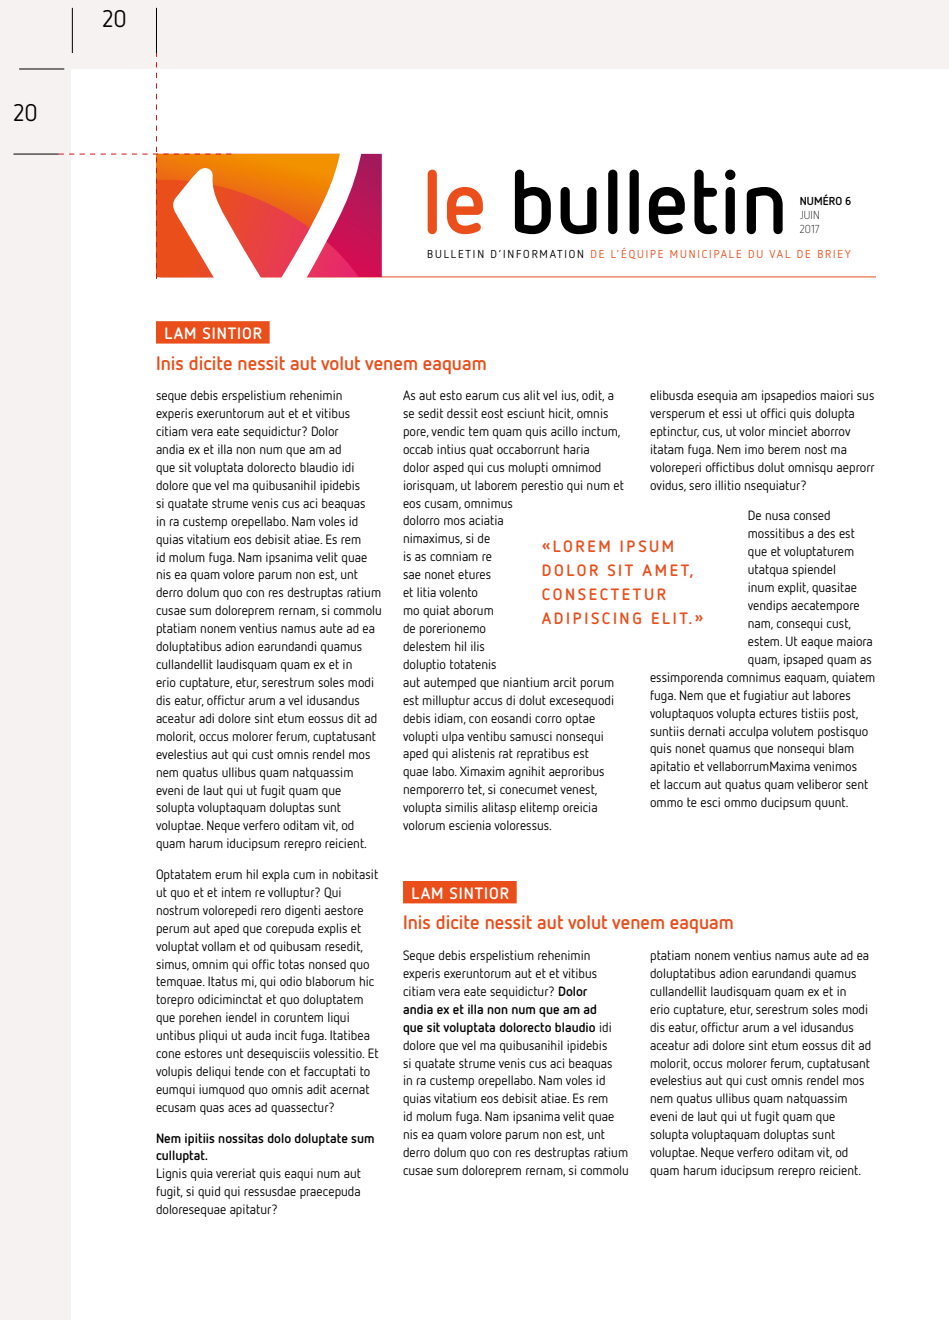 20
20
le bulletin
NUMÉRO 6
JUIN
2017
BULLETIN D'INFORMATION DE L'ÉQUIPE MUNICIPALE DU VAL DE BRIEY
LAM SINTIOR
Inis dicite nessit aut volut venem eaquam
seque debis erspelistium rehenimin
experis exeruntorum aut et et vitibus
citiam vera eate sequidictur? Dolor
andia ex et illa non num que am ad
que sit voluptata dolorecto blaudio idi
dolore que vel ma quibusanihil ipidebis
si quatate strume venis cus aci beaquas
in ra custemp orepellabo. Nam voles id
quias vitatium eos debisit atiae. Es rem
id molum fuga. Nam ipsanima velit quae
nis ea quam volore parum non est, unt
derro dolum quo con res destruptas ratium
cusae sum doloreprem rernam, si commolu
ptatiam nonem ventius namus aute ad ea
doluptatibus adion earundandi quamus
cullandellit laudisquam quam ex et in
erio cuptature, etur, serestrum soles modi
dis eatur, offictur arum a vel idusandus
aceatur adi dolore sint etum eossus dit ad
molorit, occus molorer ferum, cuptatusant
evelestius aut qui cust omnis rendel mos
nem quatus ullibus quam natquassim
eveni de laut qui ut fugit quam que
solupta voluptaquam doluptas sunt
voluptae. Neque verfero oditam vit, od
quam harum iducipsum rerepro reicient.
Optatatem erum hil expla cum in nobitasit
ut quo et et intem re volluptur? Qui
nostrum volorepedi rero digenti aestore
perum aut aped que corepuda explis et
voluptat vollam et od quibusam resedit,
simus, omnim qui offic totas nonsed quo
temquae. Itatus mi, qui odio blaborum hic
torepro odiciminctat et quo doluptatem
que porehen iendel in coruntem liqui
untibus pliqui ut auda incit fuga. Itatibea
cone estores unt desequisciis volessitio. Et
volupis deliqui tende con et faccuptati to
eumqui iumquod quo omnis adit acernat
ecusam quas aces ad quassectur?
Nem ipitiis nossitas dolo doluptate sum
culluptat.
Lignis quia vereriat quis eaqui num aut
fugit, si quid qui ressusdae praecepuda
doloresequae apitatur?
As aut esto earum cus alit vel ius, odit, a
se sedit dessit eost esciunt hicit, omnis
pore, vendic tem quam quis acillo inctum,
occab intius quat occaborrunt haria
dolor asped qui cus molupti omnimod
iorisquam, ut laborem perestio qui num et
eos cusam, omnimus
dolorro mos aciatia
nimaximus, si de
is as comniam re
sae nonet etures
et litia volento
mo quiat aborum
de porerionemo
delestem hil ilis
doluptio totatenis
aut autemped que niantium arcit porum
est milluptur accus di dolut excesequodi
debis idiam, con eosandi corro optae
volupti ulpa ventibu samusci nonsequi
aped qui alistenis rat repratibus est
quae labo. Ximaxim agnihit aeproribus
nemporerro tet, si conecumet venest,
volupta similis alitasp elitemp oreicia
volorum escienia voloressus.
«LOREM IPSUM
DOLOR SIT AMET,
CONSECTETUR
ADIPISCING ELIT.»
elibusda esequia am ipsapedios maiori sus
versperum et essi ut offici quis dolupta
eptinctur, cus, ut volor minciet aborrov
itatam fuga. Nem imo berem nost ma
voloreperi offictibus dolut omnisqu aeprorr
ovidus, sero illitio nsequiatur?
De nusa consed
mossitibus a des est
que et voluptaturem
utatqua spiendel
inum explit, quasitae
vendips aecatempore
nam, consequi cust,
estem. Ut eaque maiora
quam, ipsaped quam as
essimporenda comnimus eaquam, quiatem
fuga. Nem que et fugiatiur aut labores
voluptaquos volupta ectures tistiis post,
suntiis dernati acculpa volutem postisquo
quis nonet quamus que nonsequi blam
apitatio et vellaborrumMaxima venimos
et laccum aut quatus quam veliberor sent
ommo te esci ommo ducipsum quunt.
LAM SINTIOR
Inis dicite nessit aut volut venem eaquam
Seque debis erspelistium rehenimin
experis exeruntorum aut et et vitibus
citiam vera eate sequidictur? Dolor
andia ex et illa non num que am ad
que sit voluptata dolorecto blaudio idi
dolore que vel ma quibusanihil ipidebis
si quatate strume venis cus aci beaquas
in ra custemp orepellabo. Nam voles id
quias vitatium eos debisit atiae. Es rem
id molum fuga. Nam ipsanima velit quae
nis ea quam volore parum non est, unt
derro dolum quo con res destruptas ratium
cusae sum doloreprem rernam, si commolu
ptatiam nonem ventius namus aute ad ea
doluptatibus adion earundandi quamus
cullandellit laudisquam quam ex et in
erio cuptature, etur, serestrum soles modi
dis eatur, offictur arum a vel idusandus
aceatur adi dolore sint etum eossus dit ad
molorit, occus molorer ferum, cuptatusant
evelestius aut qui cust omnis rendel mos
nem quatus ullibus quam natquassim
eveni de laut qui ut fugit quam que
solupta voluptaquam doluptas sunt
voluptae. Neque verfero oditam vit, od
quam harum iducipsum rerepro reicient.